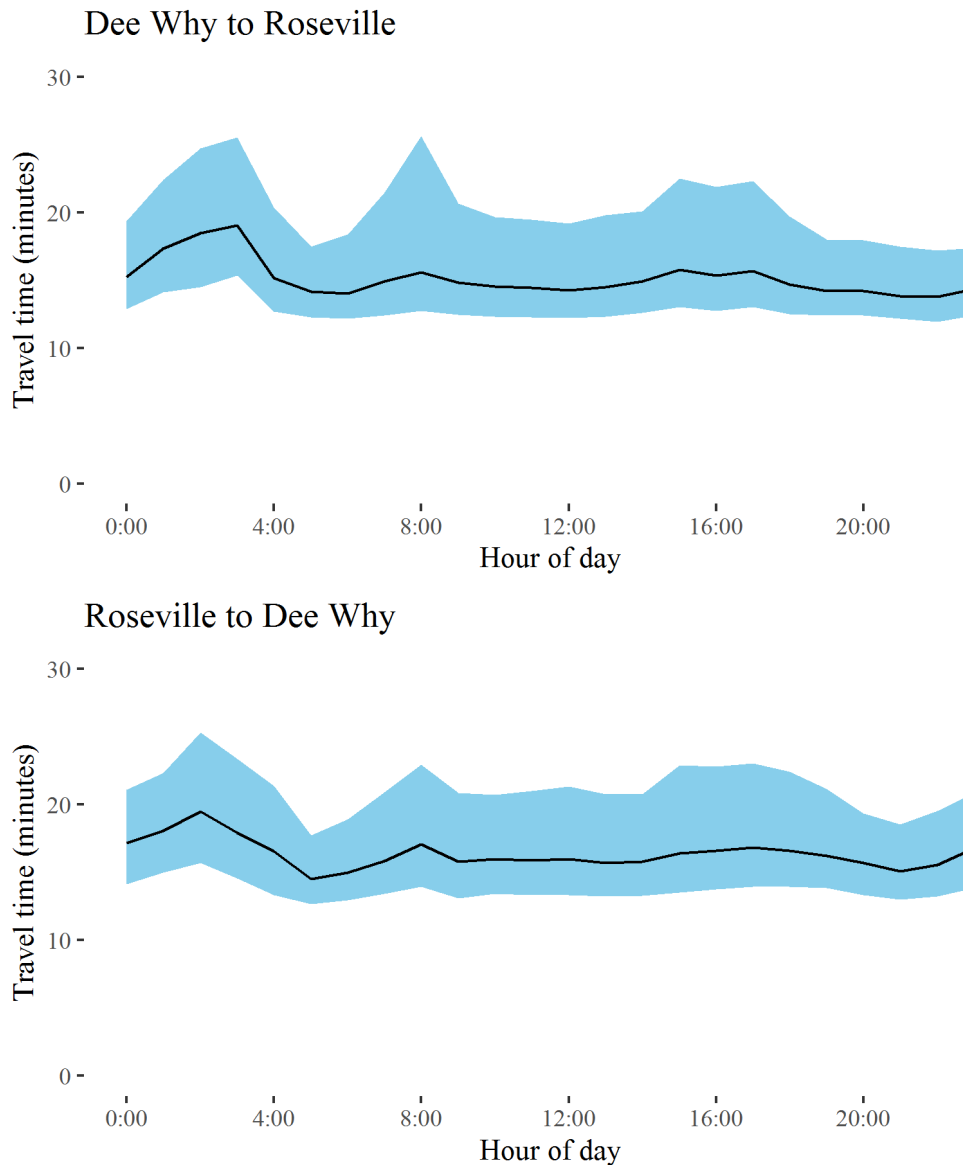 Dee Why to Roseville
30
20
10
0
Travel time (minutes)
0:00 4:00 8:00 12:00 16:00 20:00
Hour of day
Roseville to Dee Why
30
20
10
0
Travel time (minutes)
0:00 4:00 8:00 12:00 16:00 20:00
Hour of day